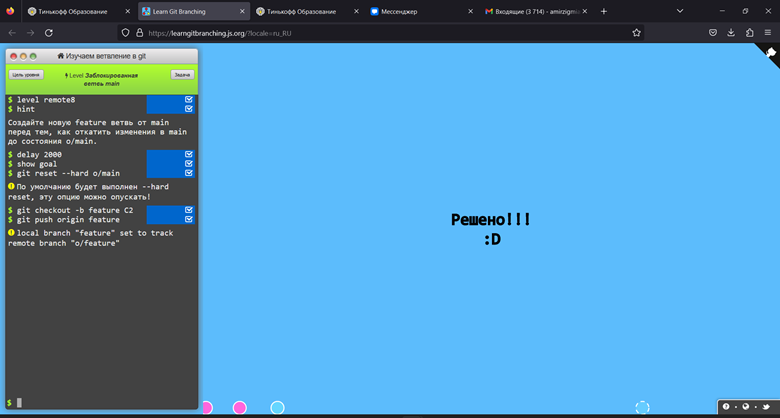 Тинькофф Образование
Learn Git Branching
Тинькофф Образование
Мессенджер
Входящие (3 714) - amirzigmia
https://learngitbranching.js.org/?locale=ru_RU
Изучаем ветвление в git
Цель уровня
Level Заблокированная
ветвь main
Задача
$ level remote8
$ hint
Создайте новую feature ветвь от main
перед тем, как откатить изменения в main
до состояния o/main.
$ delay 2000
$ show goal
$ git reset --hard o/main
По умолчанию будет выполнен --hard
reset, эту опцию можно опускать!
$ git checkout -b feature C2
$ git push origin feature
local branch "feature" set to track
remote branch "o/feature"
$
Решено!!!
:D